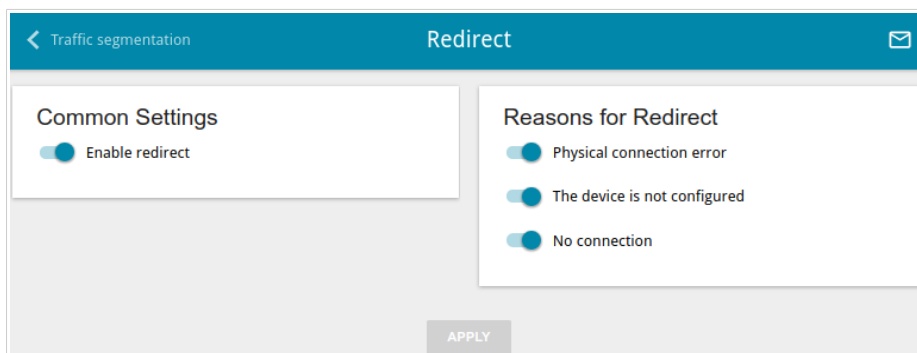 Traffic segmentation
Redirect
Common Settings
Enable redirect
Reasons for Redirect
Physical connection error
The device is not configured
No connection
APPLY